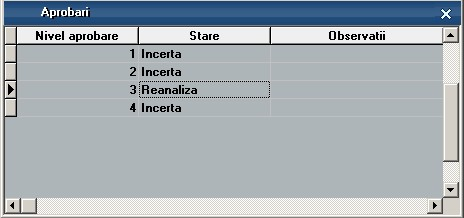 Aprobari
Nivel aprobare Stare Observatii
1 Incerta
2 Incerta
3 Reanaliza
4 Incerta